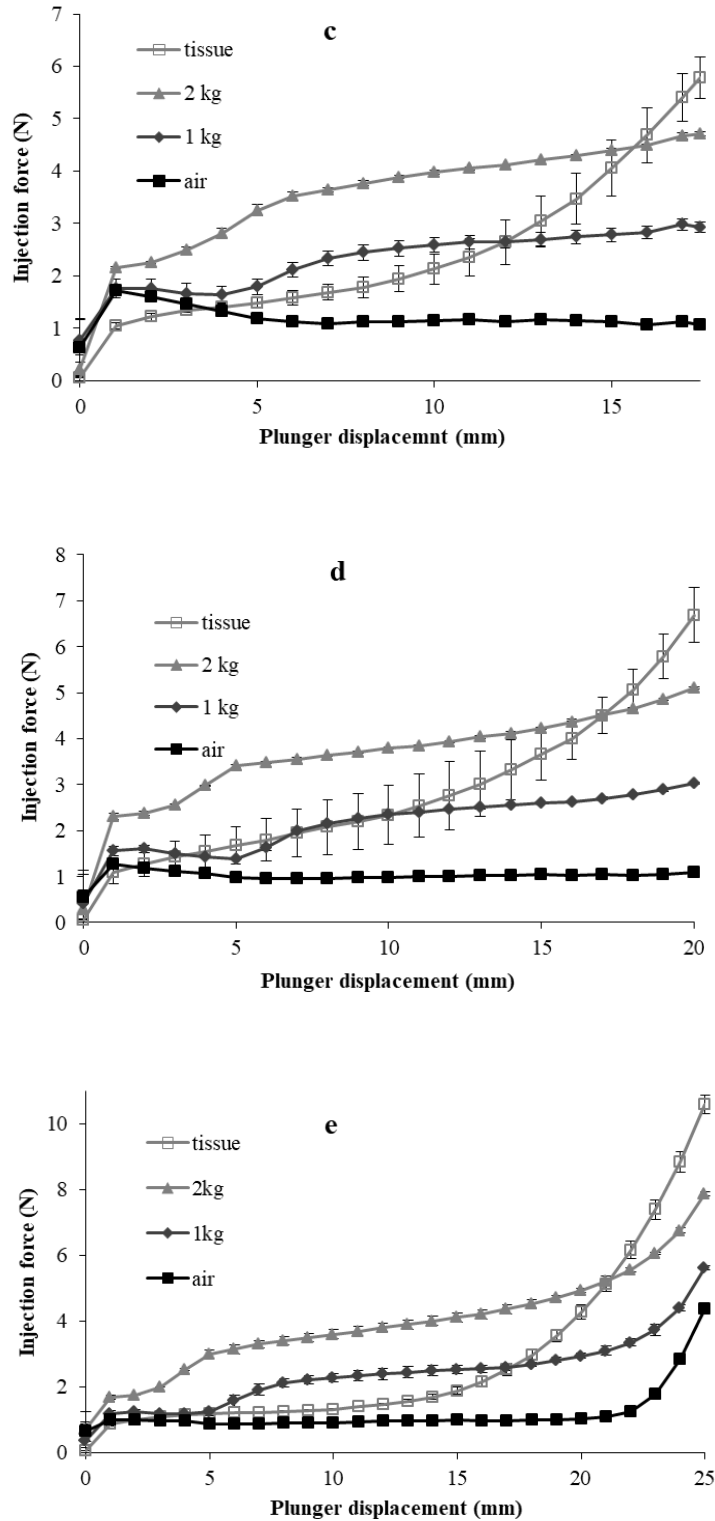 c
tissue
2 kg
1 kg
air
Injection force (N)
7
6
5
4
3
2
1
0
0 5 10 15
Plunger displacemnt (mm)
d
tissue
2 kg
1 kg
air
Injection force (N)
8
7
6
5
4
3
2
1
0
0 5 10 15 20
Plunger displacement (mm)
e
tissue
2kg
1kg
air
Injection force (N)
10
8
6
4
2
0
0 5 10 15 20 25
Plunger displacement (mm)